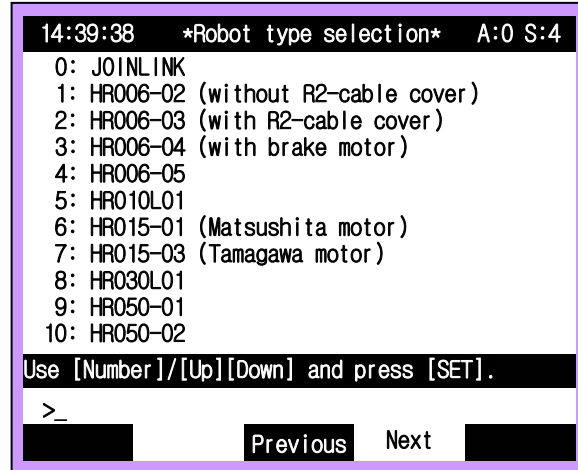 14:39:38 *Robot type selection* A:0 S:4
0: JOINLINK
1: HR006-02 (without R2-cable cover)
2: HR006-03 (with R2-cable cover)
3: HR006-04 (with brake motor)
4: HR006-05
5: HR010L01
6: HR015-01 (Matsushita motor)
7: HR015-03 (Tamagawa motor)
8: HR030L01
9: HR050-01
10: HR050-02
Use [Number]/[Up][Down] and press [SET].
>_
Previous Next